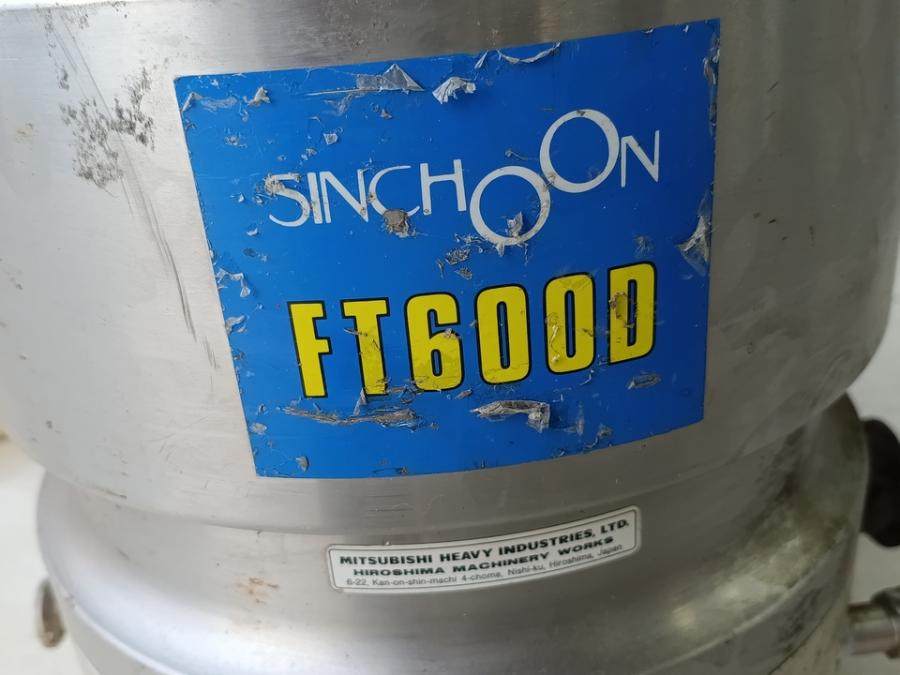 SINCHOON
FT600D
MITSUBISHI HEAVY INDUSTRIES, LTD.
HIROSHIMA MACHINERY WORKS
6-22, Kan-on-shin-machi 4-chome, Nishi-ku, Hiroshima, Japan